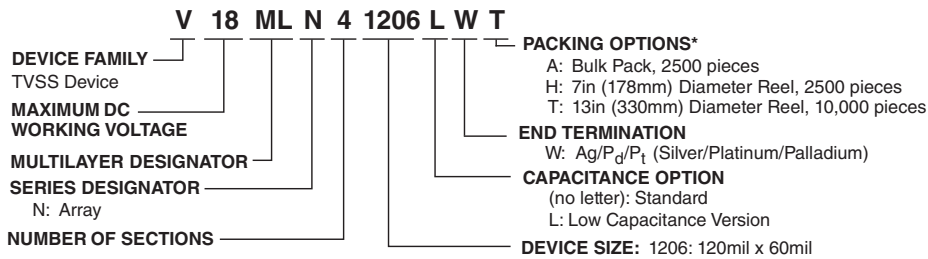 V 18 ML N 4 1206 L W T
DEVICE FAMILY
TVSS Device
MAXIMUM DC
WORKING VOLTAGE
MULTILAYER DESIGNATOR
SERIES DESIGNATOR
N: Array
NUMBER OF SECTIONS
PACKING OPTIONS*
A: Bulk Pack, 2500 pieces
H: 7in (178mm) Diameter Reel, 2500 pieces
T: 13in (330mm) Diameter Reel, 10,000 pieces
END TERMINATION
W: Ag/Pd/Pt (Silver/Platinum/Palladium)
CAPACITANCE OPTION
(no letter): Standard
L: Low Capacitance Version
DEVICE SIZE: 1206: 120mil x 60mil